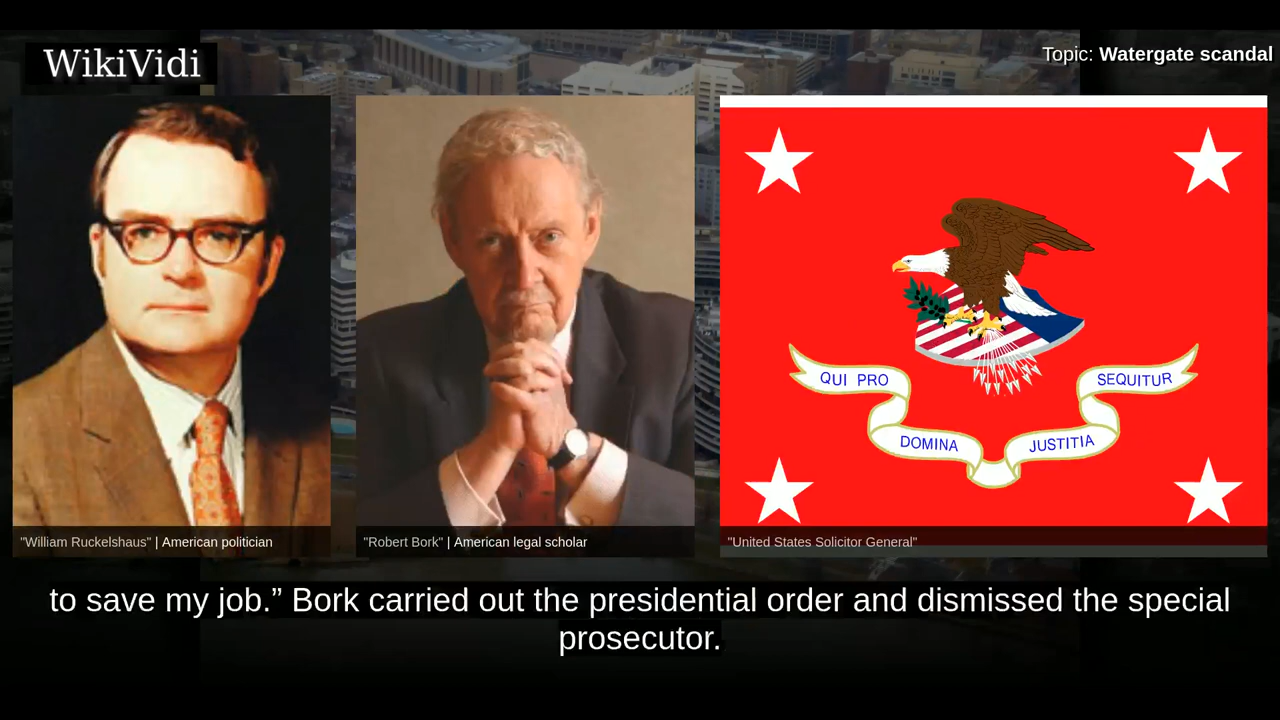 WikiVidi
Topic: Watergate scandal
QUI PRO
DOMINA
JUSTITIA
SEQUITUR
"William Ruckelshaus" | American politician
"Robert Bork" | American legal scholar
"United States Solicitor General"
to save my job.” Bork carried out the presidential order and dismissed the special
prosecutor.